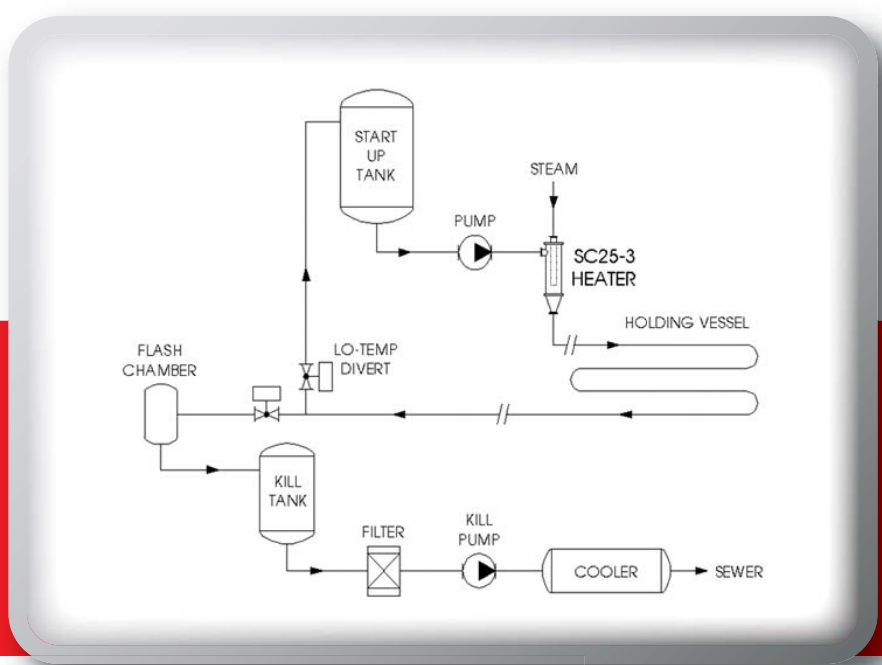 START
UP
TANK
STEAM
PUMP
SC25-3
HEATER
HOLDING VESSEL
FLASH
CHAMBER
LO-TEMP
DIVERT
KILL
TANK
FILTER
KILL
PUMP
COOLER
SEWER